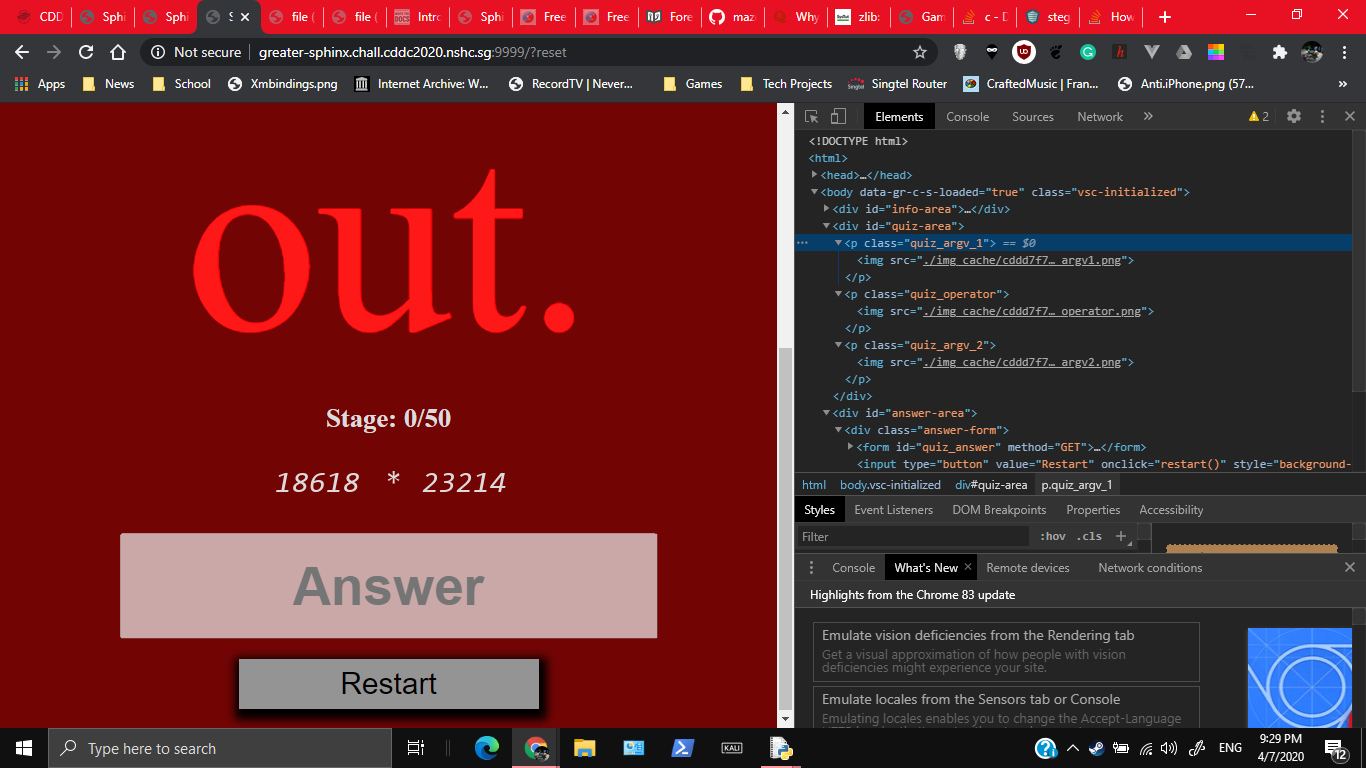 CDD
Sphi
Sphi
S
file (
file (
Intro
Sphi
Free
Free
Fore
maz
Why
zlib:
Gam
c - D
steg
How
Not secure
greater-sphinx.chall.cddc2020.nshc.sg:9999/?reset
Apps
News
School
Xmbindings.png
Internet Archive: W...
RecordTV | Never...
Games
Tech Projects
Singtel Router
CraftedMusic | Fran...
Anti.iPhone.png (57...
»
out.
Stage: 0/50
18618 * 23214
Answer
Restart
Elements Console Sources Network » 2
<!DOCTYPE html>
<html>
<head>…</head>
<body data-gr-c-s-loaded="true" class="vsc-initialized">
<div id="info-area">…</div>
<div id="quiz-area">
<p class="quiz_argv_1"> == $0
<img src="./img_cache/cddd7f7…_argv1.png">
</p>
<p class="quiz_operator">
<img src="./img_cache/cddd7f7…_operator.png">
</p>
<p class="quiz_argv_2">
<img src="./img_cache/cddd7f7…_argv2.png">
</p>
</div>
<div id="answer-area">
<div class="answer-form">
<form id="quiz_answer" method="GET">…</form>
<input type="button" value="Restart" onclick="restart()" style="background-
html body.vsc-initialized div#quiz-area p.quiz_argv_1
Styles Event Listeners DOM Breakpoints Properties Accessibility
Filter :hov .cls +
Console What's New Remote devices Network conditions
Highlights from the Chrome 83 update
Emulate vision deficiencies from the Rendering tab
Get a visual approximation of how people with vision
deficiencies might experience your site.
Emulate locales from the Sensors tab or Console
Emulating locales enables you to change the Accept-Language
Type here to search
KALI
ENG
9:29 PM
4/7/2020
12